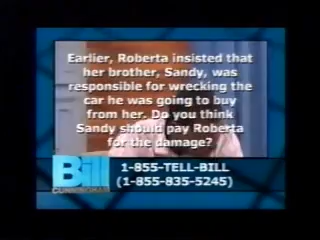 Earlier, Roberta insisted that
her brother, Sandy, was
responsible for wrecking the
car he was going to buy
from her. Do you think
Sandy should pay Roberta
for the damage?
Bill
CUNNINGHAM
1-855-TELL-BILL
(1-855-835-5245)